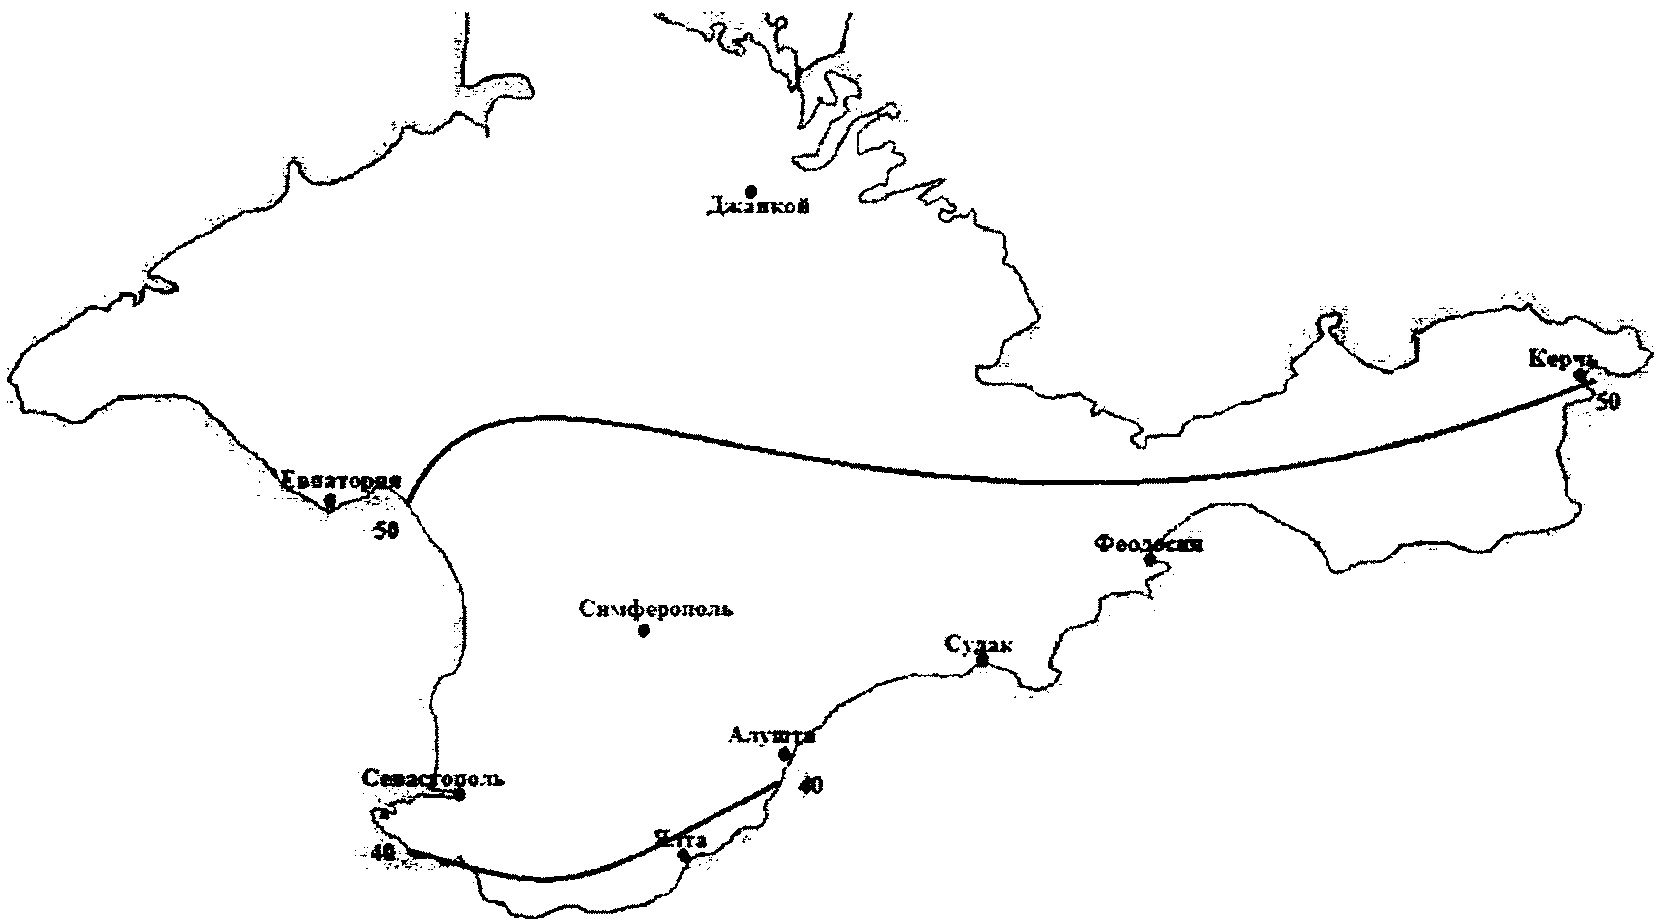 Джанкой
Керчь
50
Евпатория
50
Феодосия
Симферополь
Судак
Алушта
Севастополь
40
Ялта
40